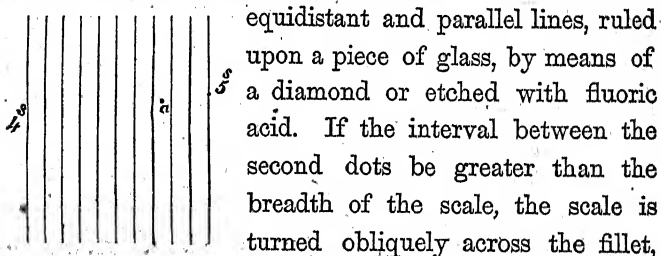 equidistant and parallel lines, ruled
upon a piece of glass, by means of
a diamond or etched with fluoric
acid. If the interval between the
second dots be greater than the
breadth of the scale, the scale is
turned obliquely across the fillet,
4s
a
5s